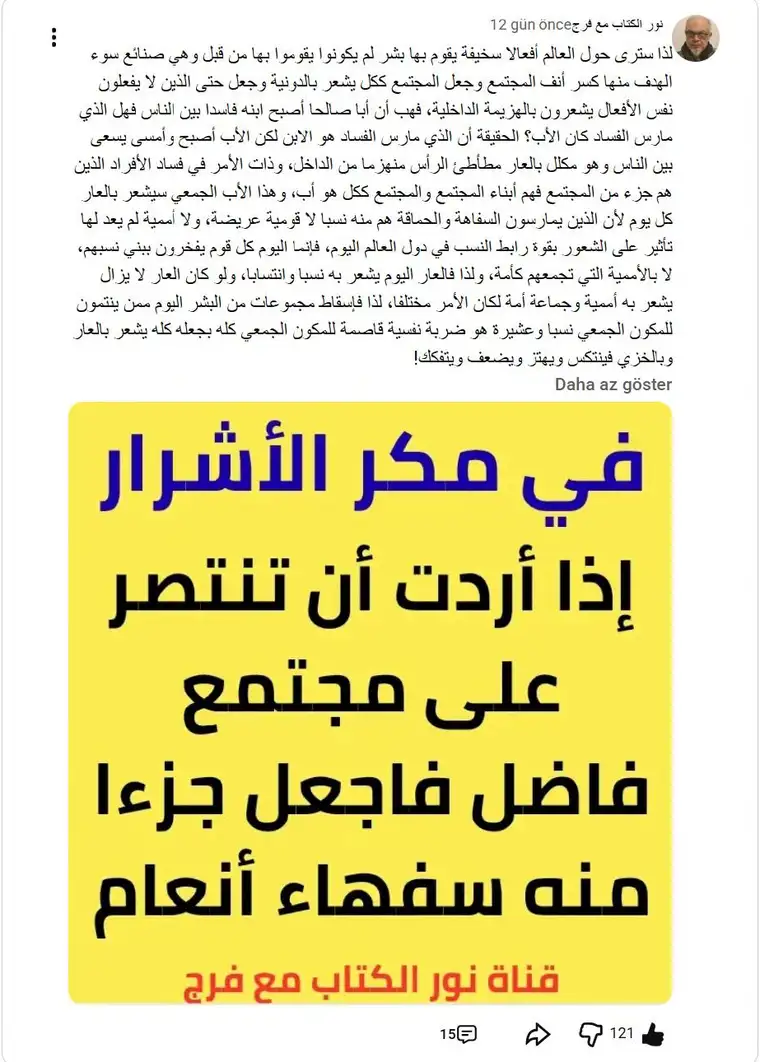 نور الكتاب مع فرج 12 gün önce
لذا سترى حول العالم أفعالا سخيفة يقوم بها بشر لم يكونوا يقوموا بها من قبل وهي صنائع سوء
الهدف منها كسر أنف المجتمع وجعل المجتمع ككل يشعر بالدونية وجعل حتى الذين لا يفعلون
نفس الأفعال يشعرون بالهزيمة الداخلية، فهب أن أبا صالحا أصبح ابنه فاسدا بين الناس فهل الذي
مارس الفساد كان الأب؟ الحقيقة أن الذي مارس الفساد هو الابن لكن الأب أصبح وأمسى يسعى
بين الناس وهو مكلل بالعار مطأطئ الرأس منهزما من الداخل، وذات الأمر في فساد الأفراد الذين
هم جزء من المجتمع فهم أبناء المجتمع والمجتمع ككل هو أب، وهذا الأب الجمعي سيشعر بالعار
كل يوم لأن الذين يمارسون السفاهة والحماقة هم منه نسبا لا قومية عريضة، ولا أممية لم يعد لها
تأثير على الشعور بقوة رابط النسب في دول العالم اليوم، فإنما اليوم كل قوم يفخرون ببني نسبهم،
لا بالأممية التي تجمعهم كأمة، ولذا فالعار اليوم يشعر به نسبا وانتسابا، ولو كان العار لا يزال
يشعر به أممية وجماعة أمة لكان الأمر مختلفا، لذا فإسقاط مجموعات من البشر اليوم ممن ينتمون
للمكون الجمعي نسبا وعشيرة هو ضربة نفسية قاصمة للمكون الجمعي كله بجعله كله يشعر بالعار
وبالخزي فينتكس ويهتز ويضعف ويتفكك!
Daha az göster
في مكر الأشرار
إذا أردت أن تنتصر
على مجتمع
فاضل فاجعل جزءا
منه سفهاء أنعام
قناة نور الكتاب مع فرج
121 15